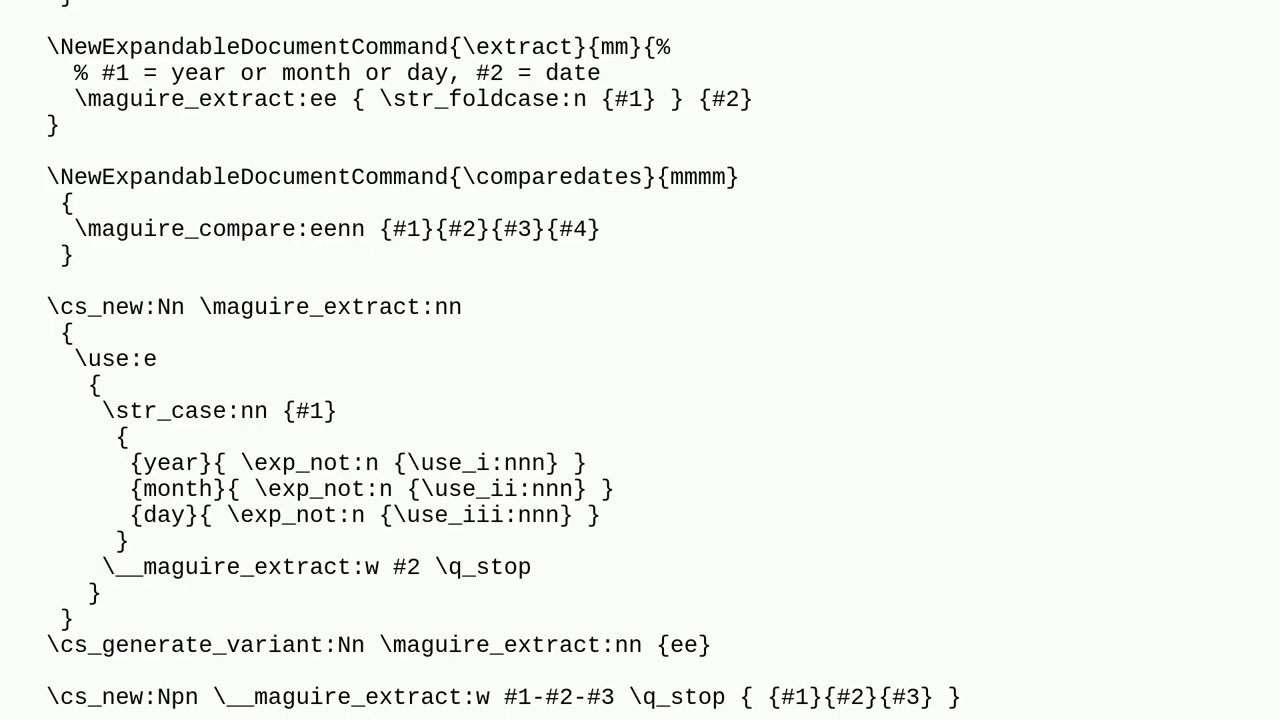 }
\NewExpandableDocumentCommand{\extract}{mm}{%
  % #1 = year or month or day, #2 = date
  \maguire_extract:ee { \str_foldcase:n {#1} } {#2}
}

\NewExpandableDocumentCommand{\comparedates}{mmmm}
 {
  \maguire_compare:eenn {#1}{#2}{#3}{#4}
 }

\cs_new:Nn \maguire_extract:nn
 {
  \use:e
   {
    \str_case:nn {#1}
     {
      {year}{ \exp_not:n {\use_i:nnn} }
      {month}{ \exp_not:n {\use_ii:nnn} }
      {day}{ \exp_not:n {\use_iii:nnn} }
     }
    \__maguire_extract:w #2 \q_stop
   }
 }
\cs_generate_variant:Nn \maguire_extract:nn {ee}

\cs_new:Npn \__maguire_extract:w #1-#2-#3 \q_stop { {#1}{#2}{#3} }